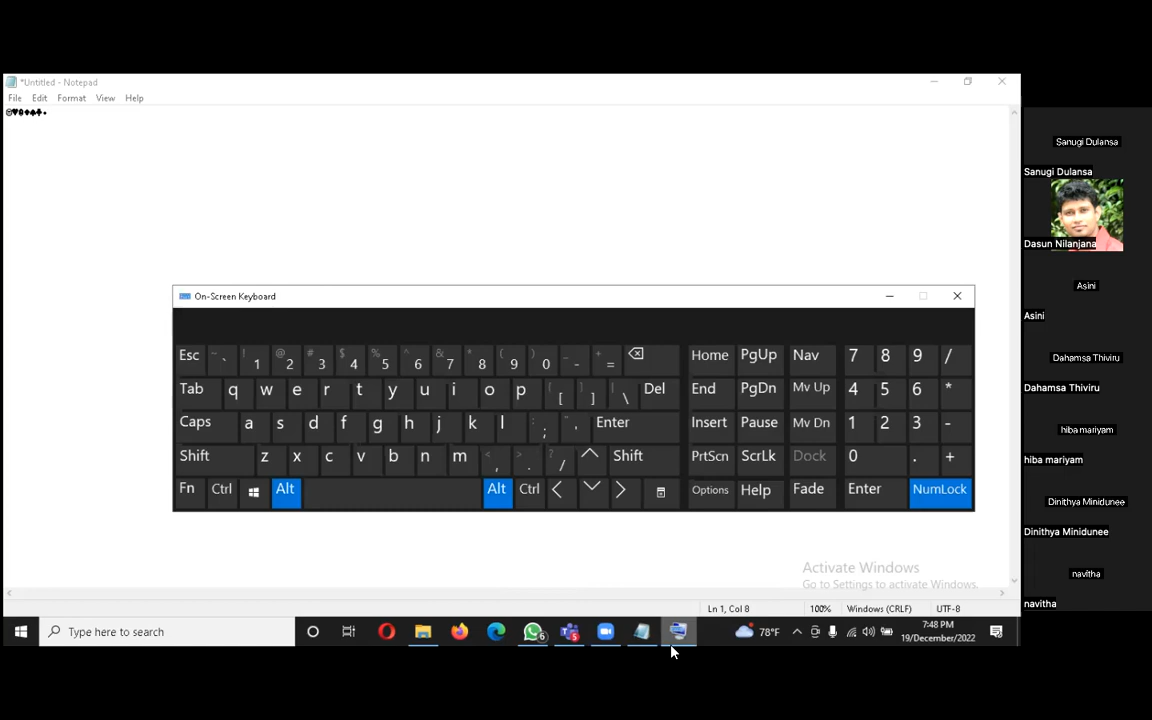 *Untitled - Notepad
File Edit Format View Help
On-Screen Keyboard
Esc ~ ` ! 1 @ 2 # 3 $ 4 % 5 ^ 6 & 7 * 8 ( 9 ) 0 _ - + = Home PgUp Nav 7 8 9 /
Tab q w e r t y u i o p { [ } ] | \ Del End PgDn Mv Up 4 5 6 *
Caps a s d f g h j k l : ; " ' Enter Insert Pause Mv Dn 1 2 3 -
Shift z x c v b n m < , > . ? / Shift PrtScn ScrLk Dock 0 . +
Fn Ctrl Alt Alt Ctrl Options Help Fade Enter NumLock
Activate Windows
Go to Settings to activate Windows.
Ln 1, Col 8 100% Windows (CRLF) UTF-8
Type here to search
6
5
78°F
7:48 PM
19/December/2022
Sanugi Dulansa
Sanugi Dulansa
Dasun Nilanjana
Asini
Asini
Dahamsa Thiviru
Dahamsa Thiviru
hiba mariyam
hiba mariyam
Dinithya Minidunee
Dinithya Minidunee
navitha
navitha